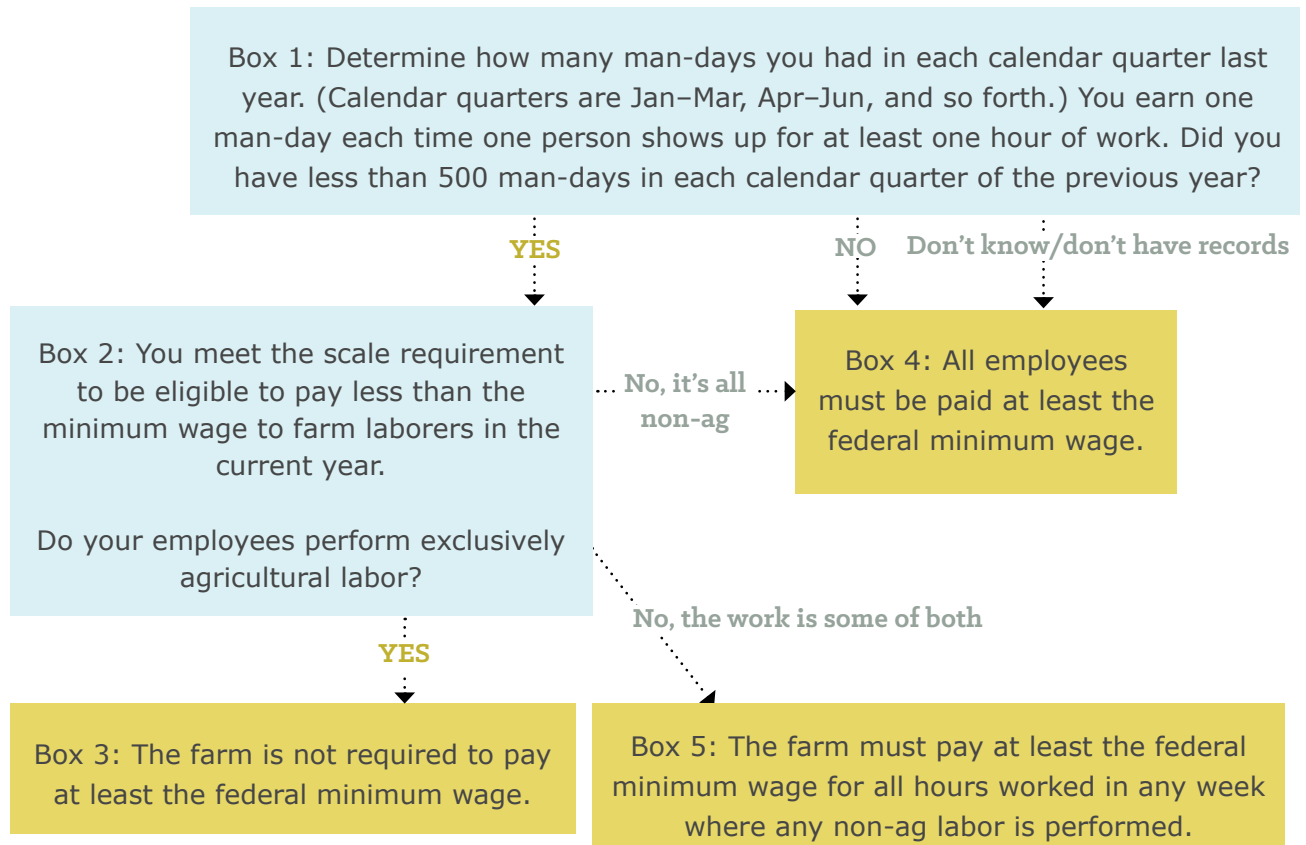 Box 1: Determine how many man-days you had in each calendar quarter last
year. (Calendar quarters are Jan–Mar, Apr–Jun, and so forth.) You earn one
man-day each time one person shows up for at least one hour of work. Did you
have less than 500 man-days in each calendar quarter of the previous year?
YES
NO
Don't know/don't have records
Box 2: You meet the scale requirement
to be eligible to pay less than the
minimum wage to farm laborers in the
current year.
Do your employees perform exclusively
agricultural labor?
No, it's all
non-ag
Box 4: All employees
must be paid at least the
federal minimum wage.
No, the work is some of both
YES
Box 3: The farm is not required to pay
at least the federal minimum wage.
Box 5: The farm must pay at least the federal
minimum wage for all hours worked in any week
where any non-ag labor is performed.